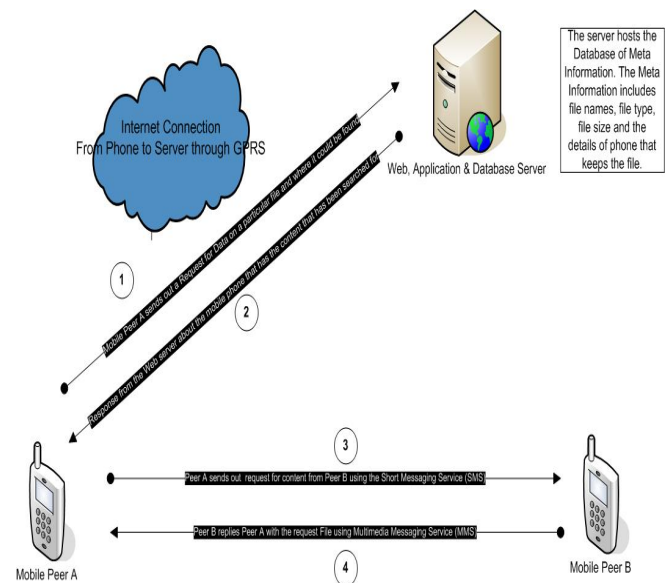 The server hosts the
Database of Meta
Information. The Meta
Information includes
file names, file type,
file size and the
details of phone that
keeps the file.
Internet Connection
From Phone to Server through GPRS
Web, Application & Database Server
1
Mobile Peer A sends out a Request for Data on a particular file and where it could be found
2
Response from the Web server about the mobile phone that has the content that has been searched for
3
Peer A sends out request for content from Peer B using the Short Messaging Service (SMS)
Peer B replies Peer A with the request File using Multimedia Messaging Service (MMS)
4
Mobile Peer A
Mobile Peer B